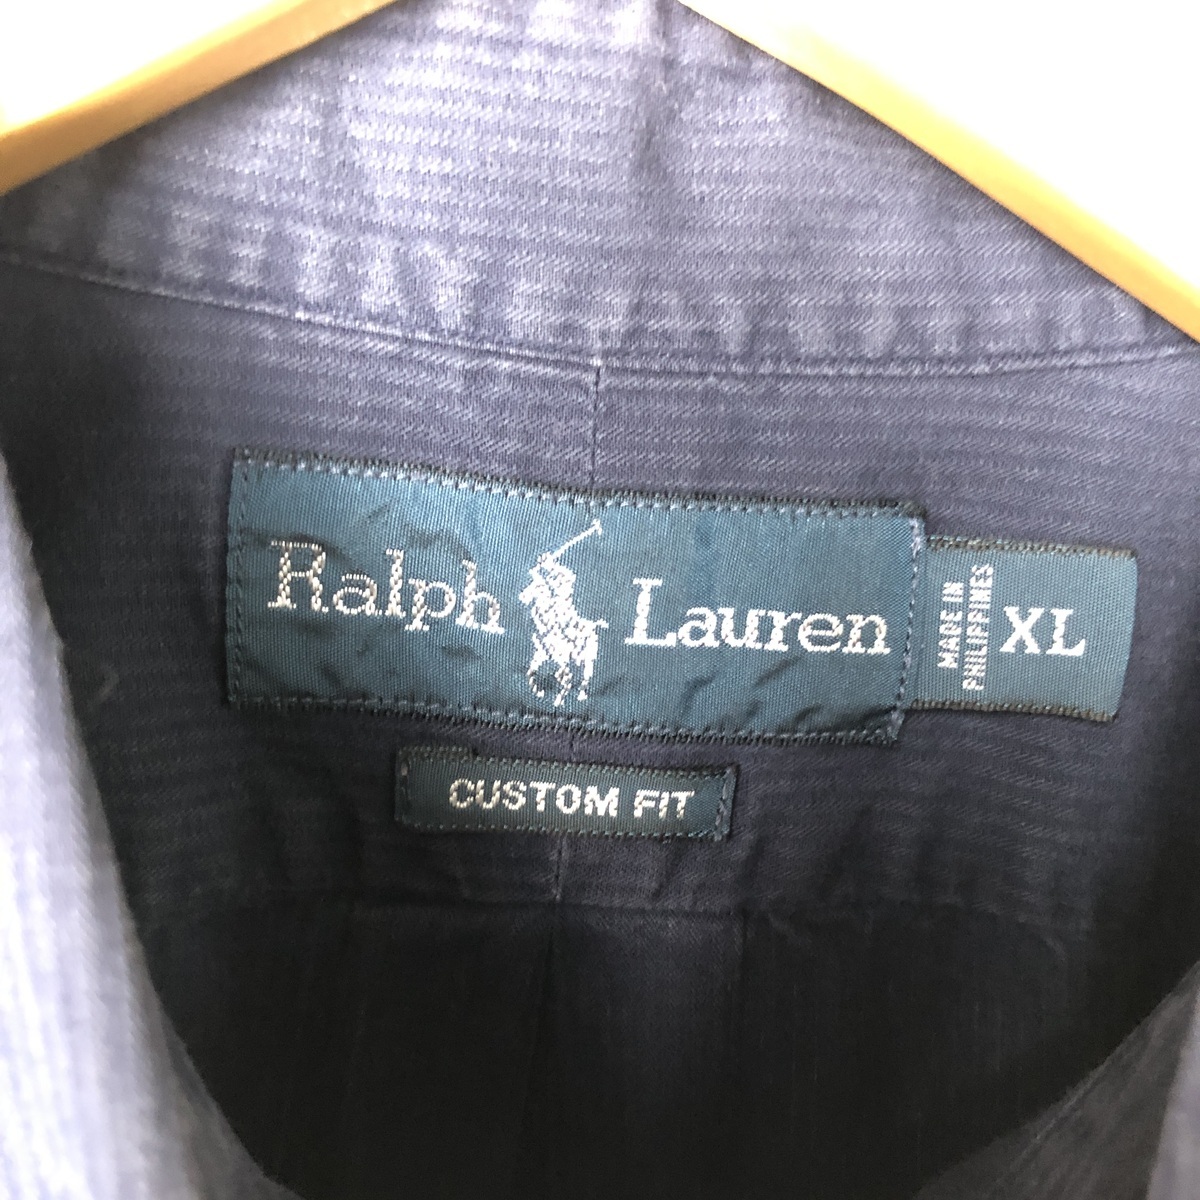 Ralph Lauren
MADE IN
PHILIPPINES
XL
CUSTOM FIT